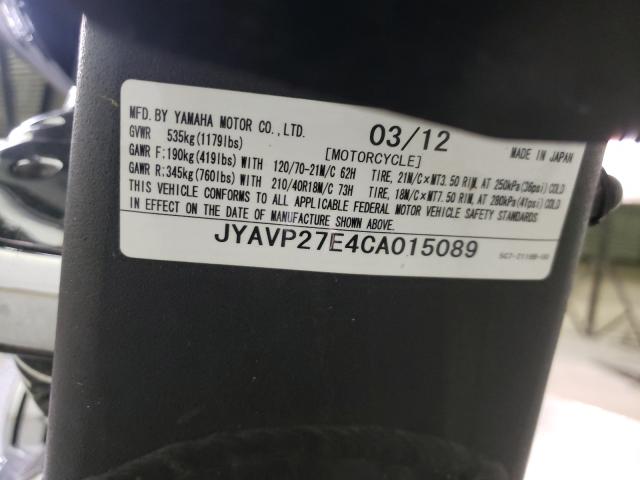 MFD. BY YAMAHA MOTOR CO., LTD. 03/12 MADE IN JAPAN
GVWR 535kg(1179lbs) [MOTORCYCLE]
GAWR F:190kg(419lbs) WITH 120/70-21M/C 62H TIRE, 21M/C×MT3.50 RIM, AT 250kPa(36psi) COLD
GAWR R:345kg(760lbs) WITH 210/40R18M/C 73H TIRE, 18M/C×MT7.50 RIM, AT 280kPa(41psi) COLD
THIS VEHICLE CONFORMS TO ALL APPLICABLE FEDERAL MOTOR VEHICLE SAFETY STANDARDS
IN EFFECT ON THE DATE OF MANUFACTURE SHOWN ABOVE.
JYAVP27E4CA015089